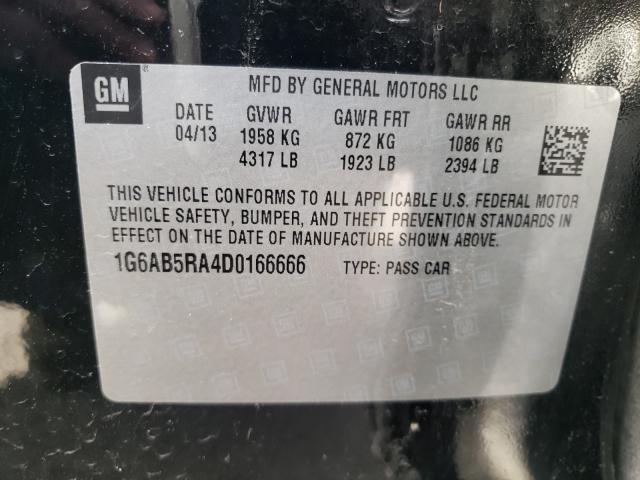 GM
MFD BY GENERAL MOTORS LLC
DATE GVWR GAWR FRT GAWR RR
04/13 1958 KG 872 KG 1086 KG
4317 LB 1923 LB 2394 LB
THIS VEHICLE CONFORMS TO ALL APPLICABLE U.S. FEDERAL MOTOR
VEHICLE SAFETY, BUMPER, AND THEFT PREVENTION STANDARDS IN
EFFECT ON THE DATE OF MANUFACTURE SHOWN ABOVE.
1G6AB5RA4D0166666 TYPE: PASS CAR